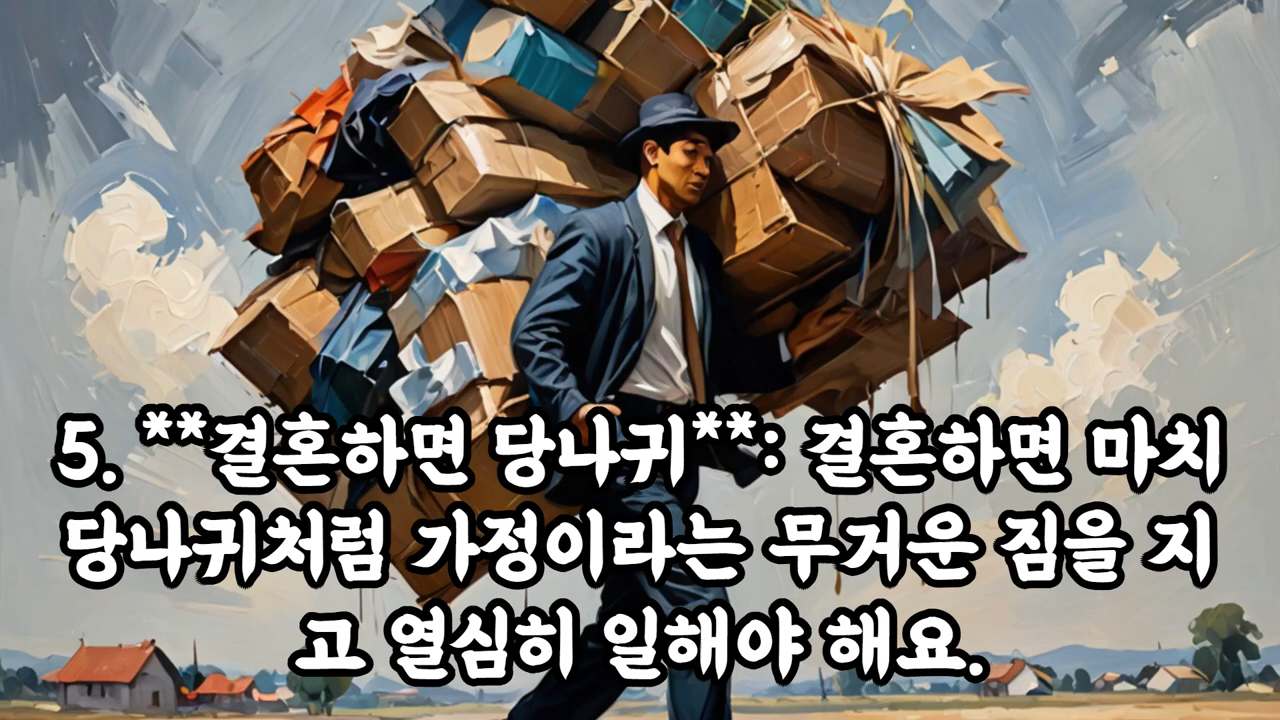 5. **결혼하면 당나귀**: 결혼하면 마치
당나귀처럼 가정이라는 무거운 짐을 지
고 열심히 일해야 해요.